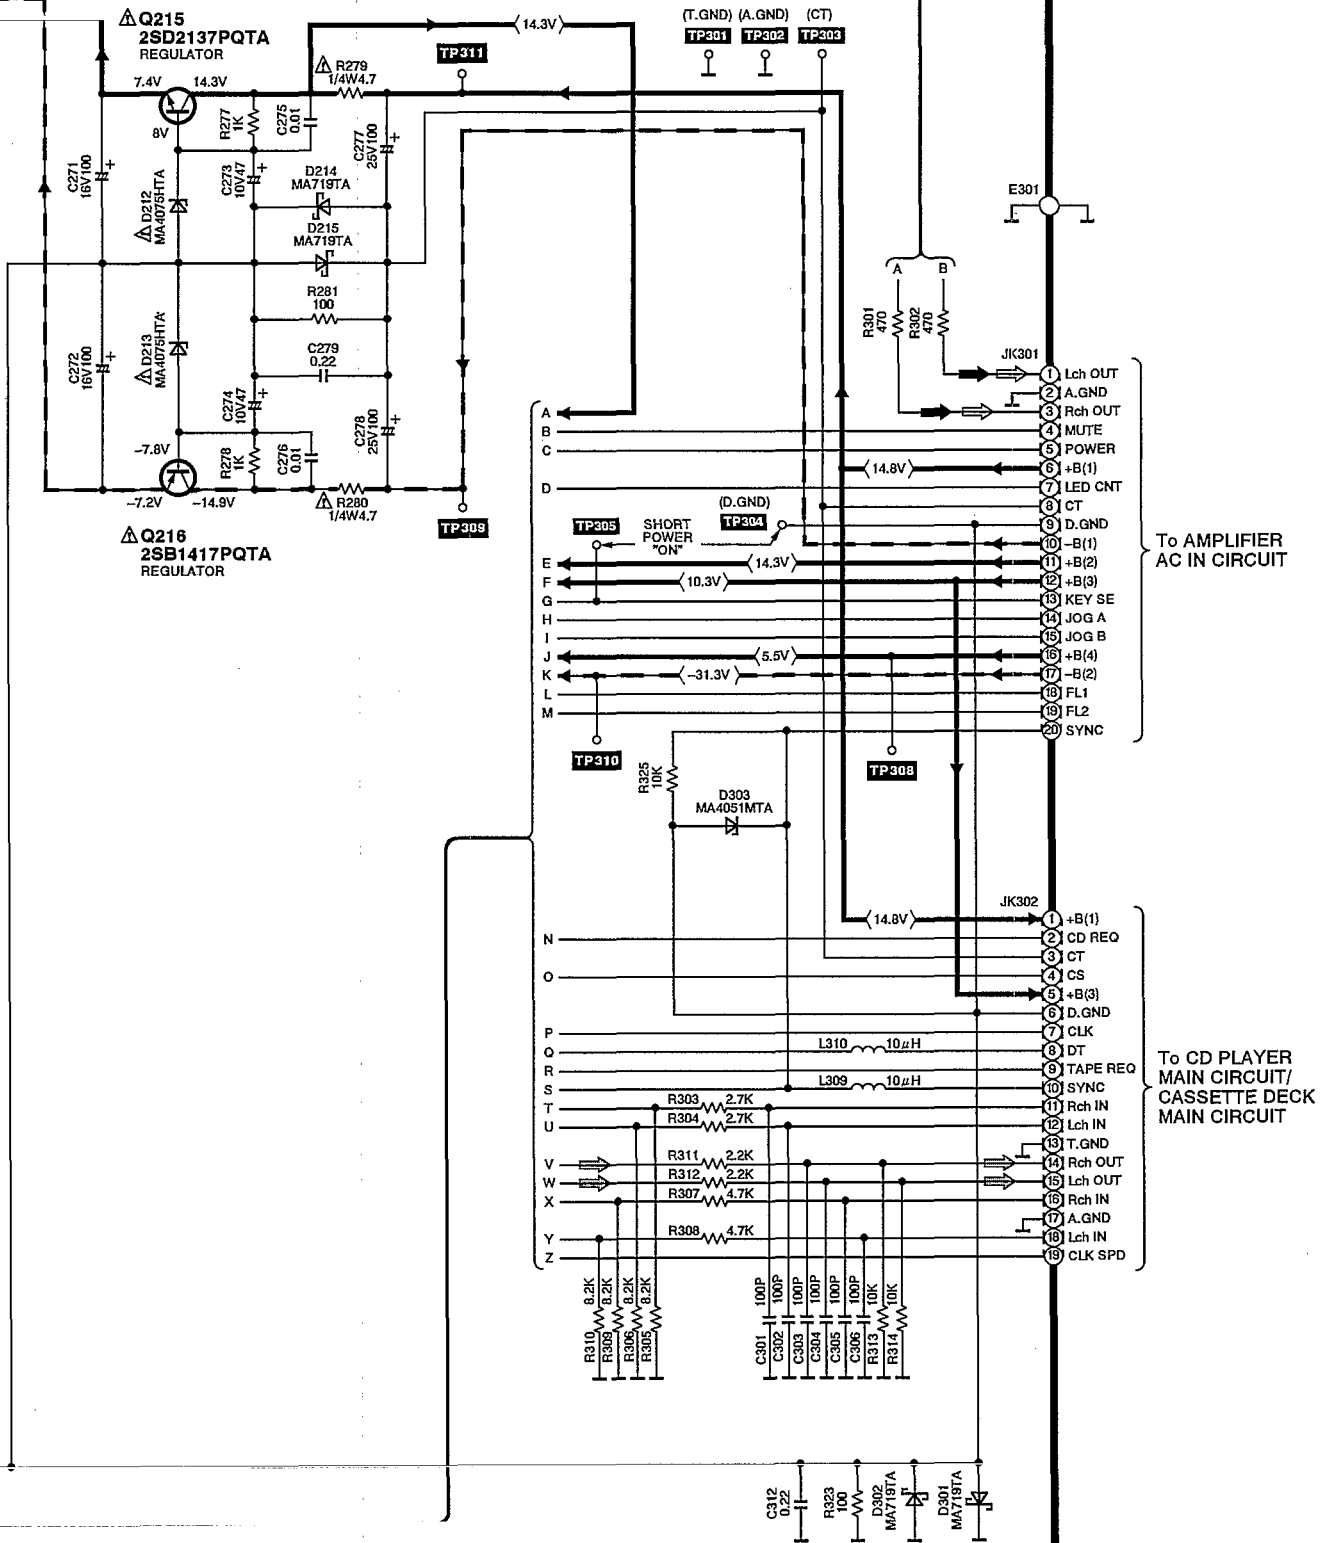 ⚠Q215
2SD2137PQTA
REGULATOR
7.4V
14.3V
8V
R277
1K
C275
0.01
⚠ R279
1/4W4.7
C277
25V100
+
TP311
14.3V
(T.GND) (A.GND) (CT)
TP301 TP302 TP303
C271
16V100
+
⚠D212
MA4075HTA
C273
10V47
+
D214
MA719TA
D215
MA719TA
R281
100
C279
0.22
C272
16V100
+
⚠D213
MA4075HTA
C274
10V47
+
C278
25V100
+
-7.8V
R278
1K
C276
0.01
-7.2V
-14.9V
⚠ R280
1/4W4.7
TP309
⚠Q216
2SB1417PQTA
REGULATOR
E301
A B
R301
470
R302
470
JK301
1 Lch OUT
2 A.GND
3 Rch OUT
4 MUTE
5 POWER
6 +B(1)
7 LED CNT
8 CT
9 D.GND
10 -B(1)
11 +B(2)
12 +B(3)
13 KEY SE
14 JOG A
15 JOG B
16 +B(4)
17 -B(2)
18 FL1
19 FL2
20 SYNC
To AMPLIFIER
AC IN CIRCUIT
A
B
C
D
E
F
G
H
I
J
K
L
M
14.8V
(D.GND)
TP304
TP305
SHORT
POWER
"ON"
14.3V
10.3V
5.5V
-31.3V
TP310
TP308
R325
10K
D303
MA4051MTA
JK302
14.8V
1 +B(1)
2 CD REQ
3 CT
4 CS
5 +B(3)
6 D.GND
7 CLK
8 DT
9 TAPE REQ
10 SYNC
11 Rch IN
12 Lch IN
13 T.GND
14 Rch OUT
15 Lch OUT
16 Rch IN
17 A.GND
18 Lch IN
19 CLK SPD
To CD PLAYER
MAIN CIRCUIT/
CASSETTE DECK
MAIN CIRCUIT
N
O
P
Q
R
S
T
U
V
W
X
Y
Z
L310 10μH
L309 10μH
R303 2.7K
R304 2.7K
R311 2.2K
R312 2.2K
R307 4.7K
R308 4.7K
R310 8.2K
R309 8.2K
R306 8.2K
R305 8.2K
C301 100P
C302 100P
C303 100P
C304 100P
C305 100P
C306 100P
R313 10K
R314 10K
C312
0.22
R323
100
D302
MA719TA
D301
MA719TA